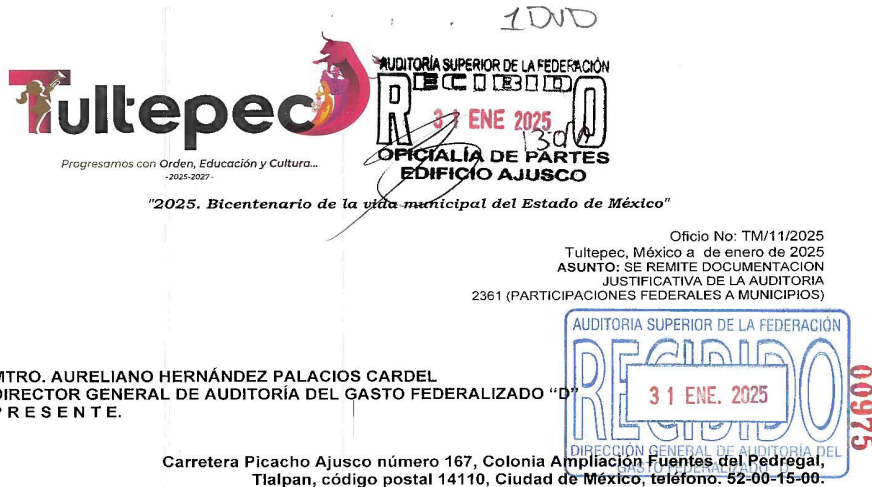 1 DVD
Tultepec
Progresamos con Orden, Educación y Cultura...
-2025-2027-
AUDITORÍA SUPERIOR DE LA FEDERACIÓN
RECIBIDO
31 ENE 2025
OFICIALÍA DE PARTES
EDIFICIO AJUSCO
"2025. Bicentenario de la vida municipal del Estado de México"
Oficio No: TM/11/2025
Tultepec, México a de enero de 2025
ASUNTO: SE REMITE DOCUMENTACION
JUSTIFICATIVA DE LA AUDITORIA
2361 (PARTICIPACIONES FEDERALES A MUNICIPIOS)
AUDITORIA SUPERIOR DE LA FEDERACIÓN
RECIBIDO
31 ENE. 2025
DIRECCIÓN GENERAL DE AUDITORÍA DEL
GASTO FEDERALIZADO "D"
00975
MTRO. AURELIANO HERNÁNDEZ PALACIOS CARDEL
DIRECTOR GENERAL DE AUDITORÍA DEL GASTO FEDERALIZADO "D"
PRESENTE.
Carretera Picacho Ajusco número 167, Colonia Ampliación Fuentes del Pedregal,
Tlalpan, código postal 14110, Ciudad de México, teléfono. 52-00-15-00.